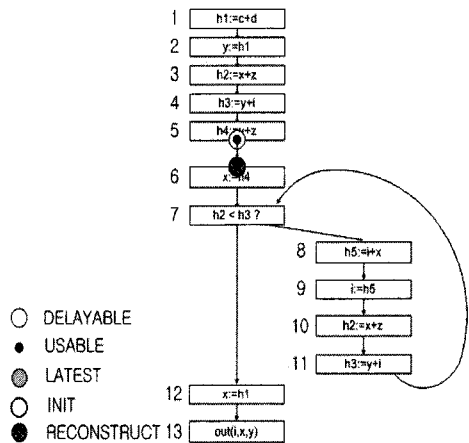 1 h1:=c+d
2 y:=h1
3 h2:=x+z
4 h3:=y+i
5 h4:=y+z
6 x:=h4
7 h2 < h3 ?
8 h5:=i+x
9 i:=h5
10 h2:=x+z
11 h3:=y+i
12 x:=h1
13 out(i,x,y)
DELAYABLE
USABLE
LATEST
INIT
RECONSTRUCT